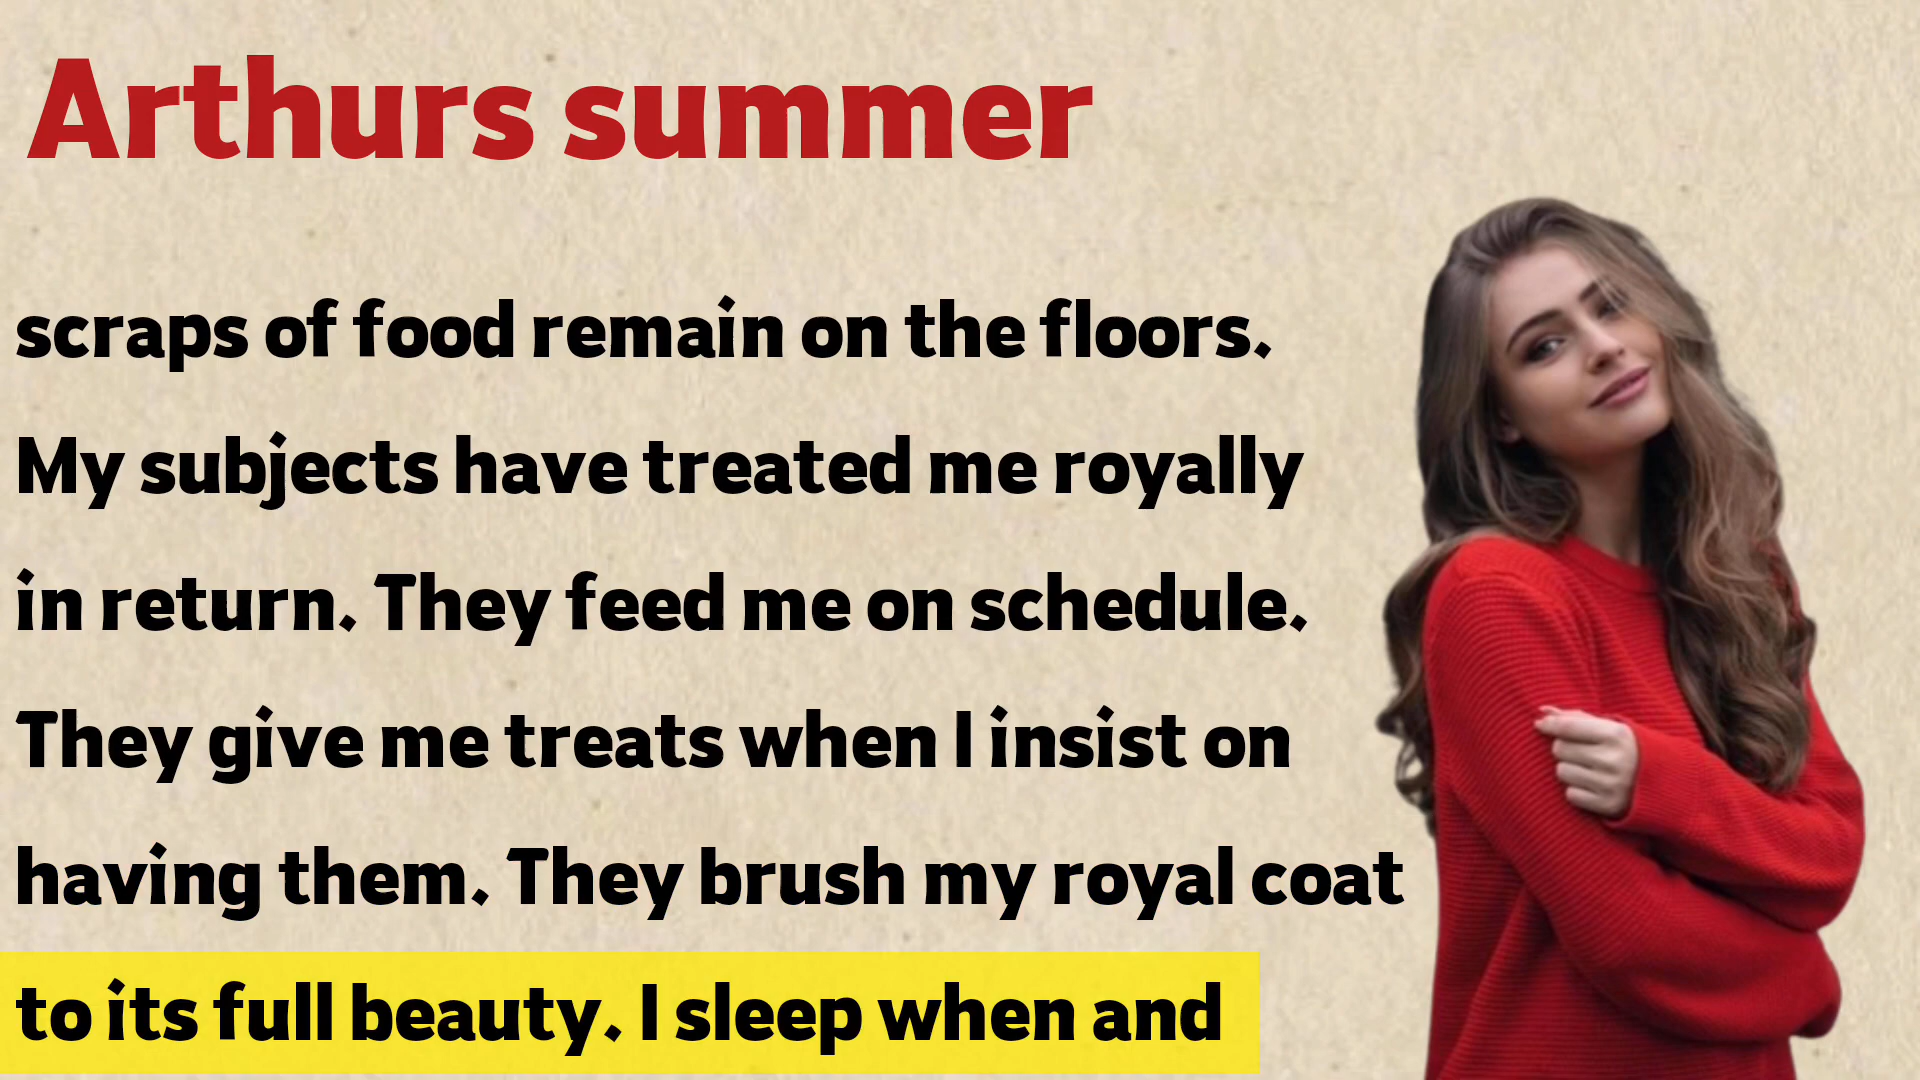 Arthurs summer
scraps of food remain on the floors.
My subjects have treated me royally
in return. They feed me on schedule.
They give me treats when I insist on
having them. They brush my royal coat
to its full beauty. I sleep when and